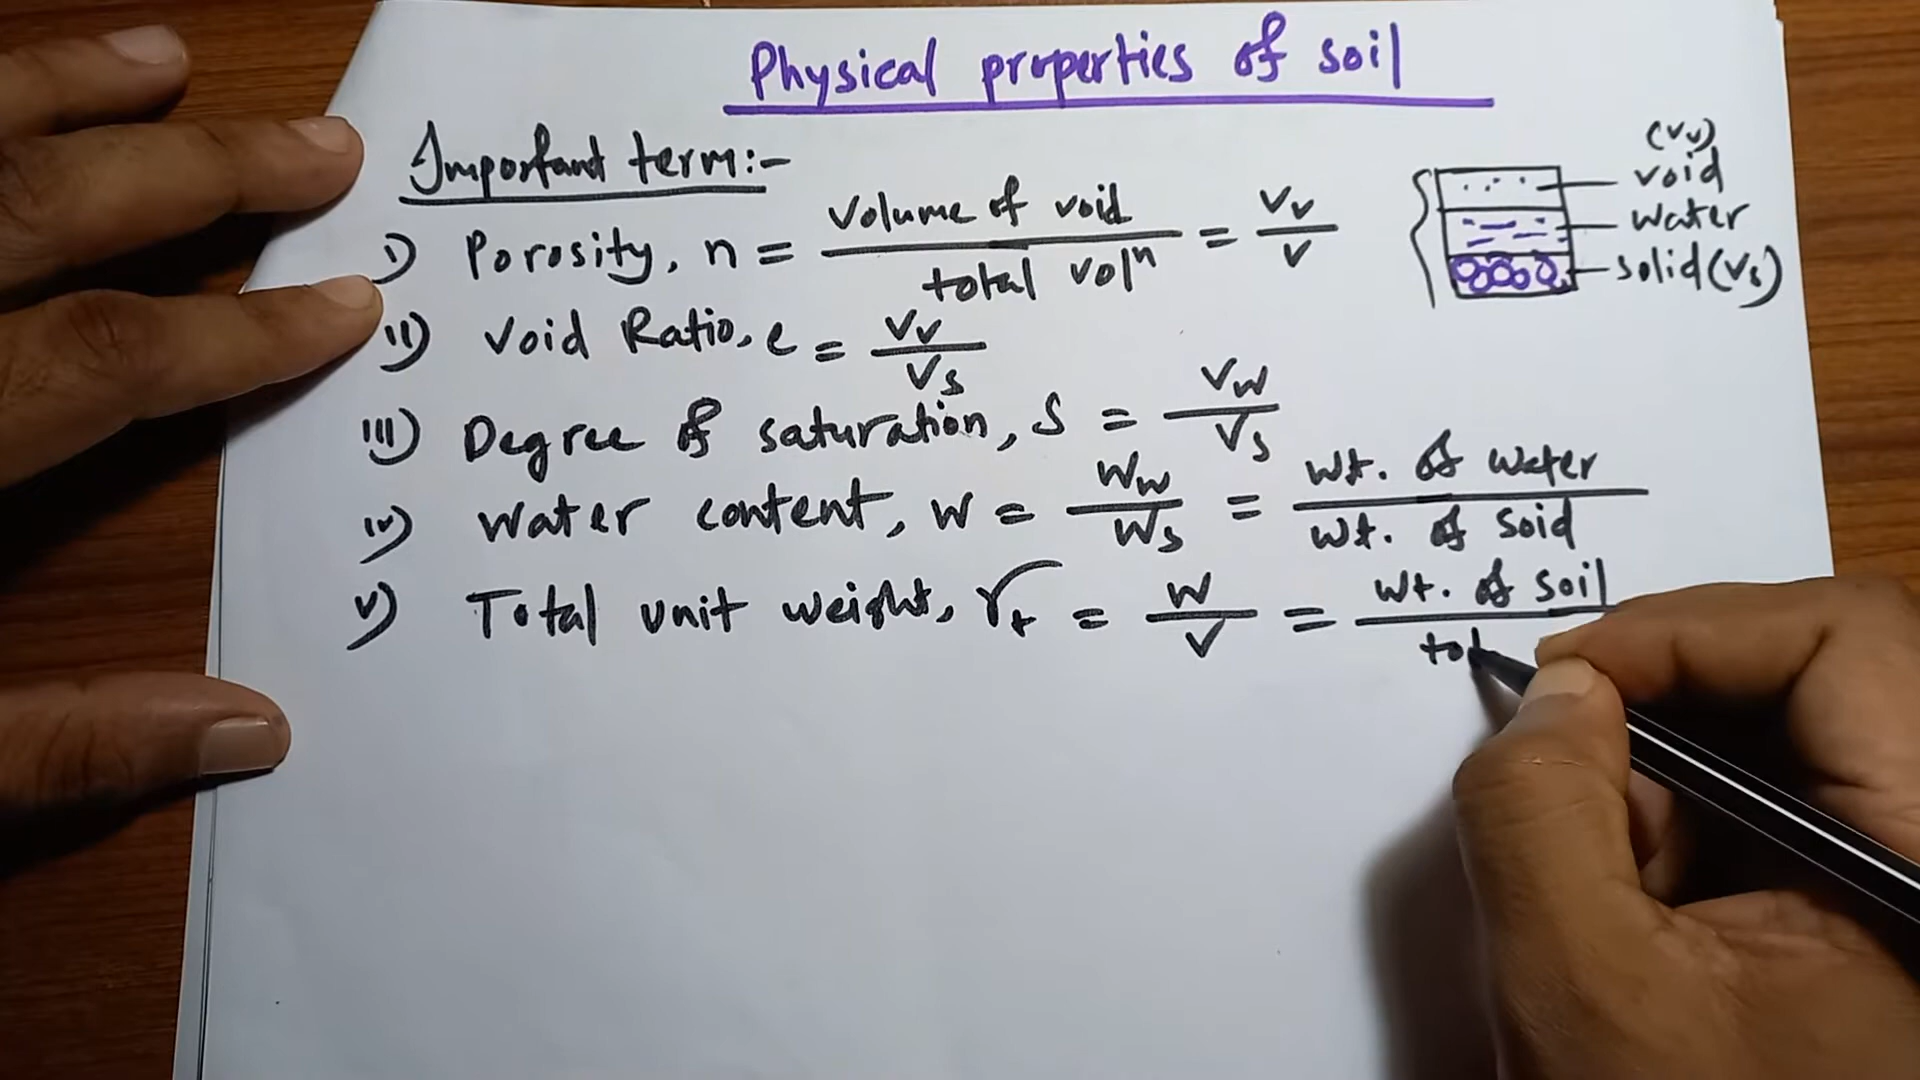 Physical properties of soil
Important term:-
i) Porosity, n = Volume of void / total volⁿ = Vv / V
(Vv)
void
water
solid (Vs)
ii) Void Ratio, e = Vv / Vs
iii) Degree of saturation, S = Vw / Vs
iv) Water content, w = Ww / Ws = Wt. of water / Wt. of soid
v) Total unit weight, γt = W / V = Wt. of soil / tot